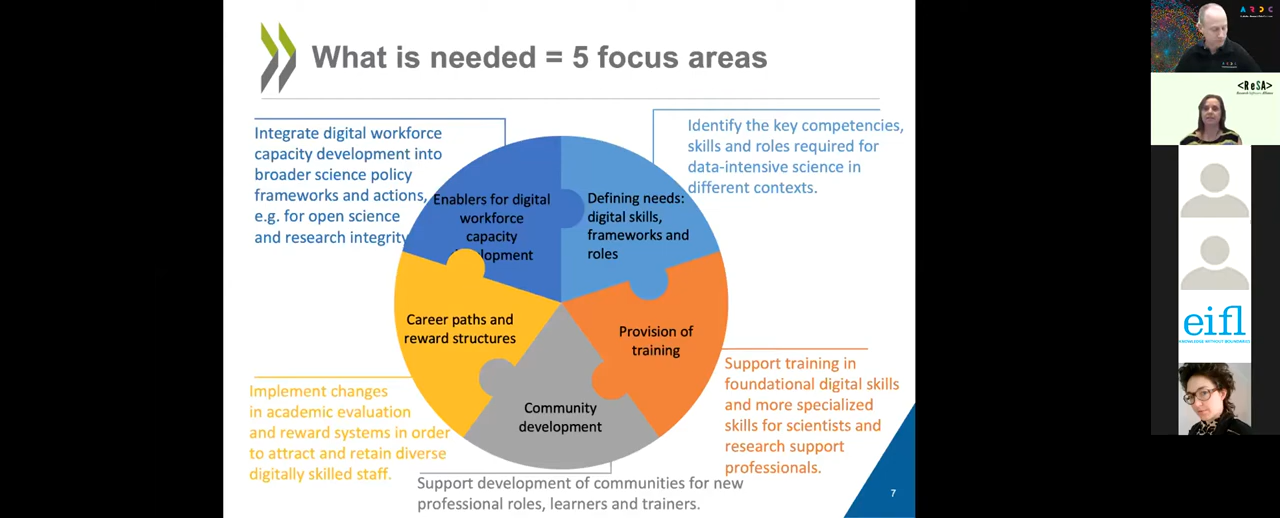 What is needed = 5 focus areas
Integrate digital workforce
capacity development into
broader science policy
frameworks and actions,
e.g. for open science
and research integrity
Identify the key competencies,
skills and roles required for
data-intensive science in
different contexts.
Enablers for digital
workforce
capacity
Defining needs:
digital skills,
frameworks and
roles
Career paths and
reward structures
Provision of
training
Community
development
Implement changes
in academic evaluation
and reward systems in order
to attract and retain diverse
digitally skilled staff.
Support training in
foundational digital skills
and more specialized
skills for scientists and
research support
professionals.
Support development of communities for new
professional roles, learners and trainers.
7
ARDC
<ReSA>
eifl
KNOWLEDGE WITHOUT BOUNDARIES